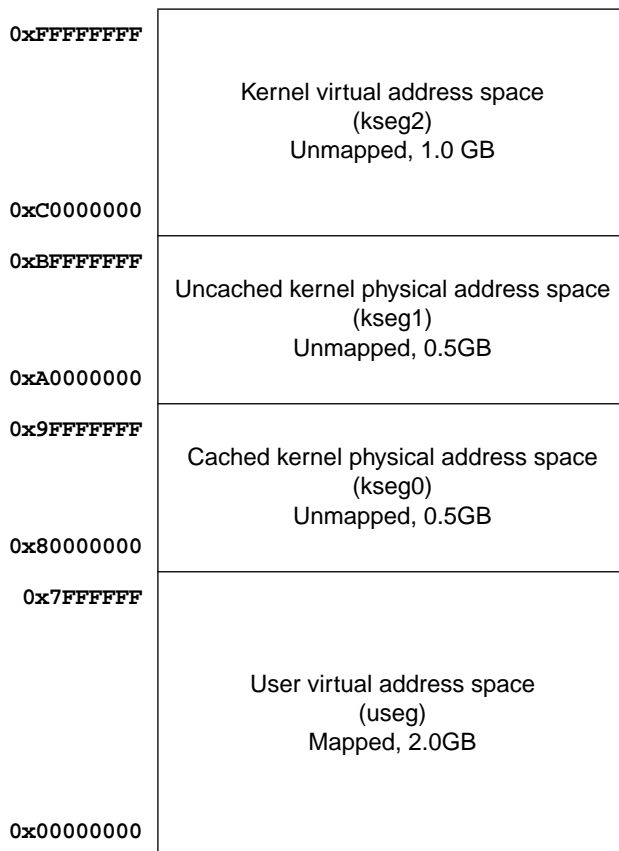 0xFFFFFFFF
Kernel virtual address space
(kseg2)
Unmapped, 1.0 GB
0xC0000000
0xBFFFFFFF
Uncached kernel physical address space
(kseg1)
Unmapped, 0.5GB
0xA0000000
0x9FFFFFFF
Cached kernel physical address space
(kseg0)
Unmapped, 0.5GB
0x80000000
0x7FFFFFF
User virtual address space
(useg)
Mapped, 2.0GB
0x00000000